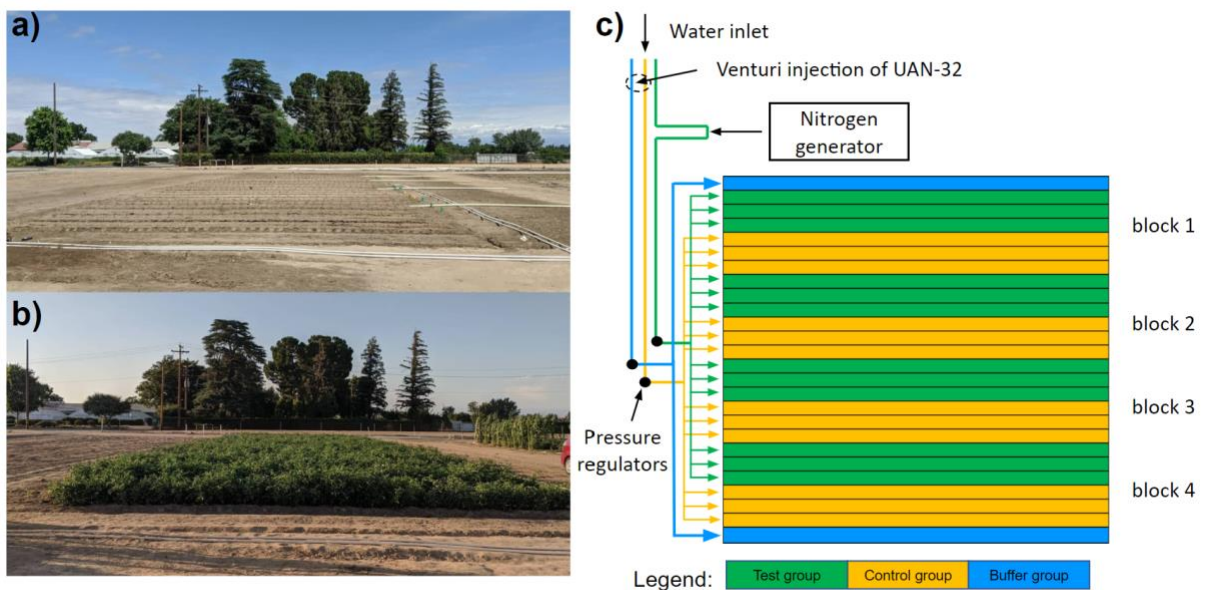 a)
b)
c)
Water inlet
Venturi injection of UAN-32
Nitrogen
generator
block 1
block 2
block 3
Pressure
regulators
block 4
Legend:
Test group
Control group
Buffer group